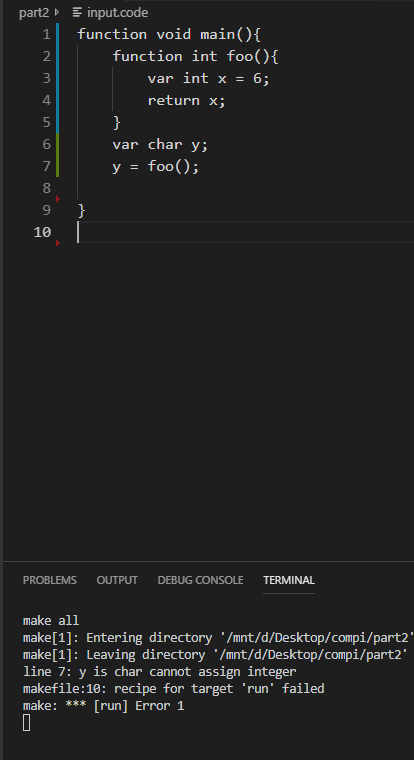 part2 > input.code
1 function void main(){
2 function int foo(){
3 var int x = 6;
4 return x;
5 }
6 var char y;
7 y = foo();
8
9 }
10
PROBLEMS OUTPUT DEBUG CONSOLE TERMINAL
make all
make[1]: Entering directory '/mnt/d/Desktop/compi/part2'
make[1]: Leaving directory '/mnt/d/Desktop/compi/part2'
line 7: y is char cannot assign integer
makefile:10: recipe for target 'run' failed
make: *** [run] Error 1